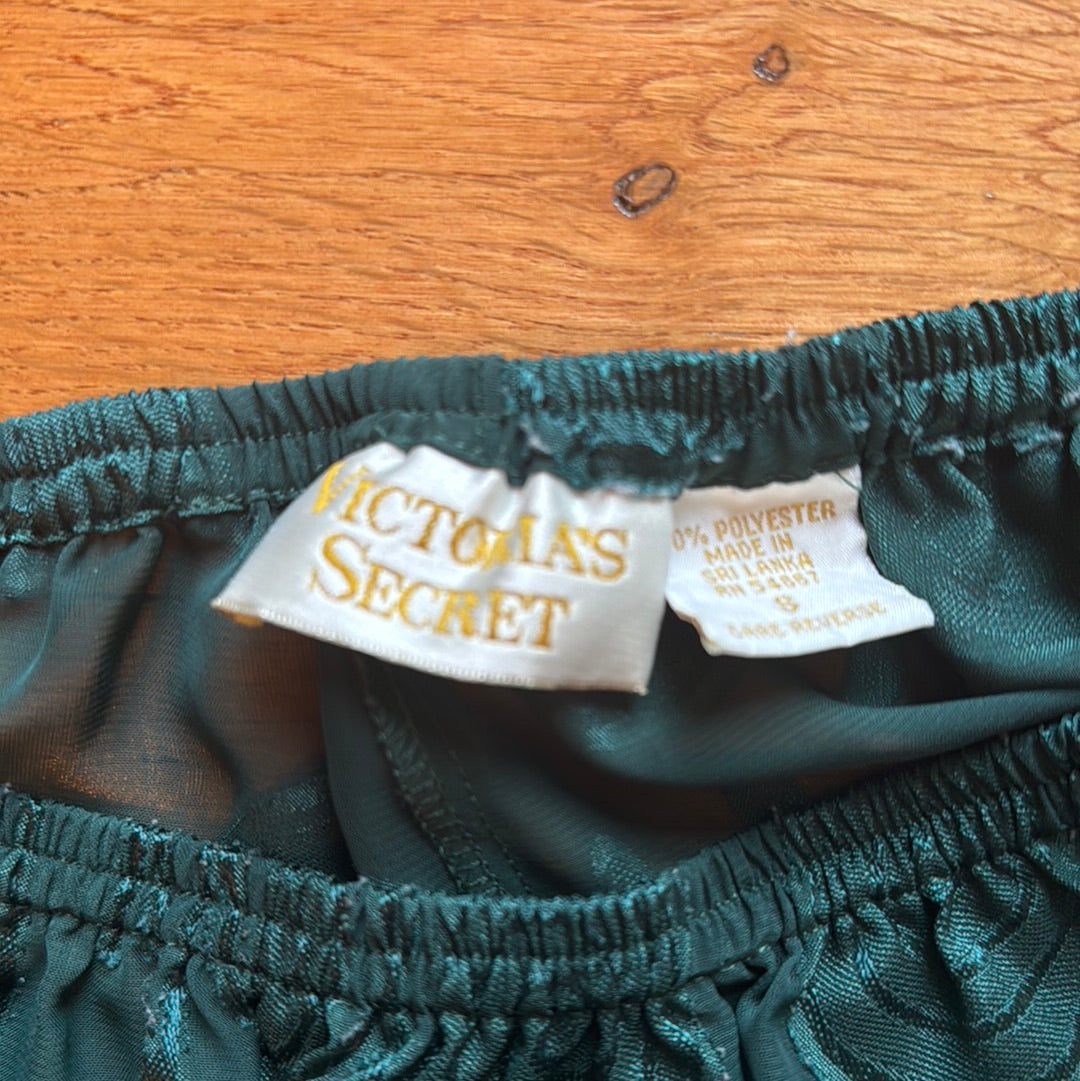 VICTORIA'S
SECRET
0% POLYESTER
MADE IN
SRI LANKA
RN 54867
S
CARE REVERSE